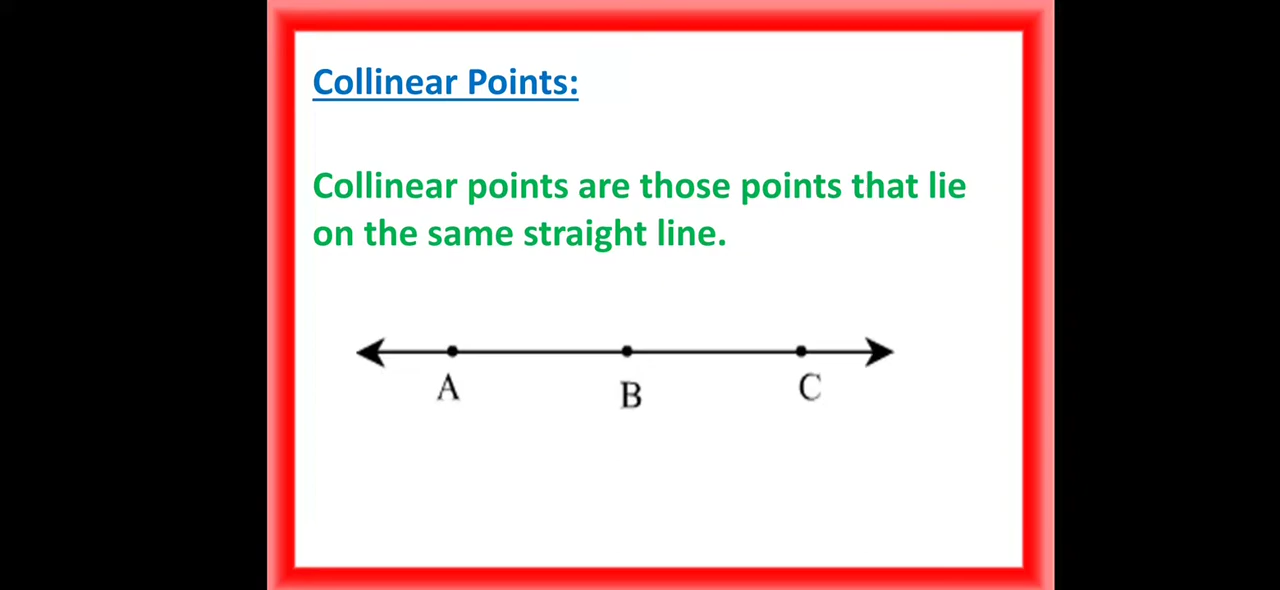 Collinear Points:
Collinear points are those points that lie
on the same straight line.
A B C